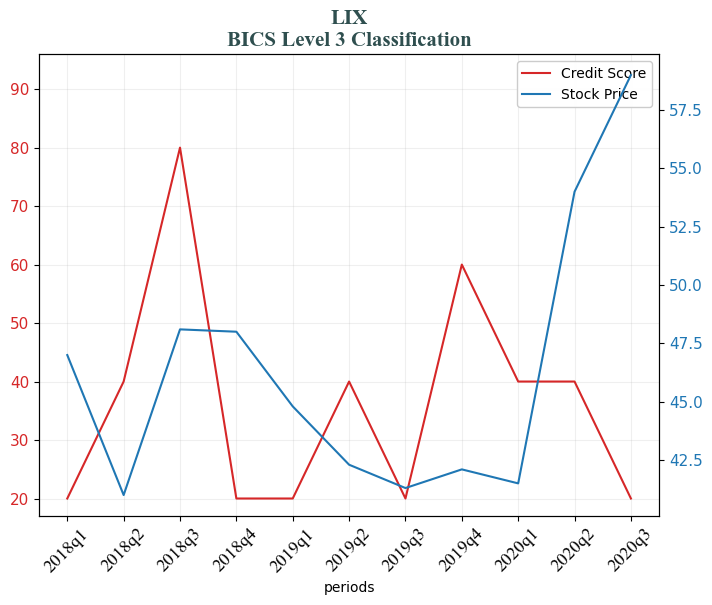 LIX
BICS Level 3 Classification
Credit Score
Stock Price
90
80
70
60
50
40
30
20
57.5
55.0
52.5
50.0
47.5
45.0
42.5
2018q1
2018q2
2018q3
2018q4
2019q1
2019q2
2019q3
2019q4
2020q1
2020q2
2020q3
periods